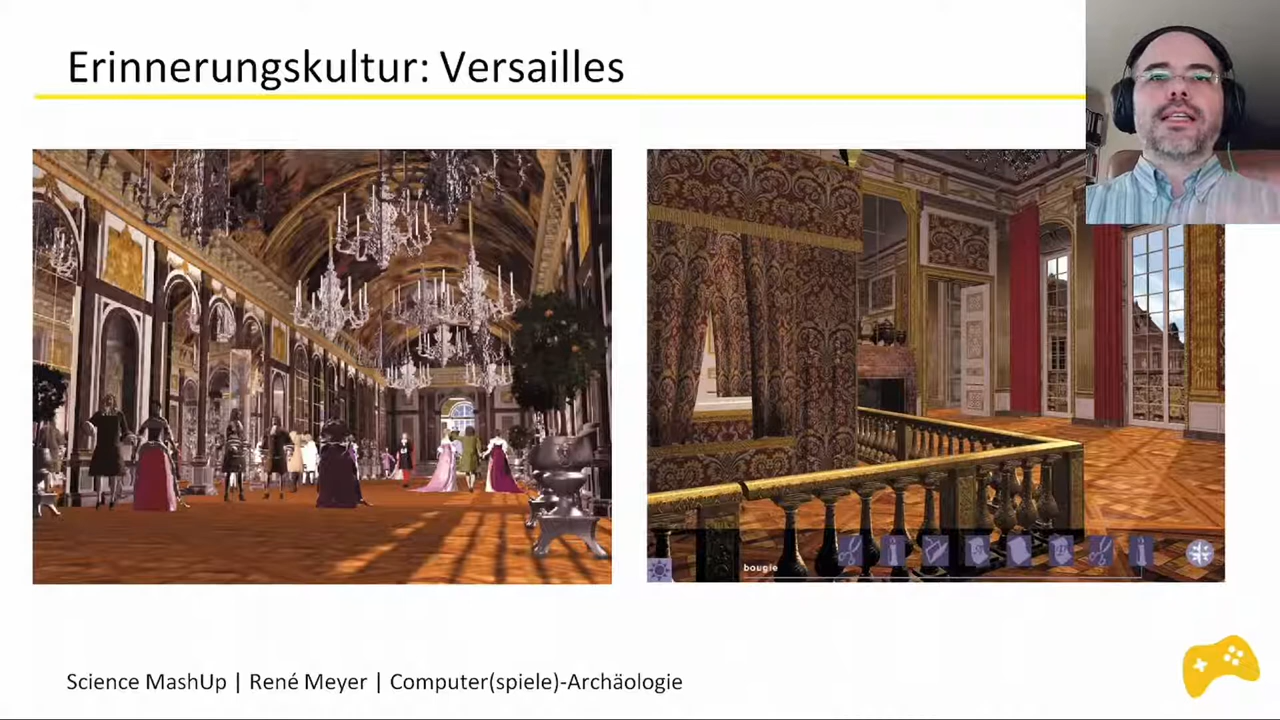 Erinnerungskultur: Versailles
bougie
Science MashUp | René Meyer | Computer(spiele)-Archäologie